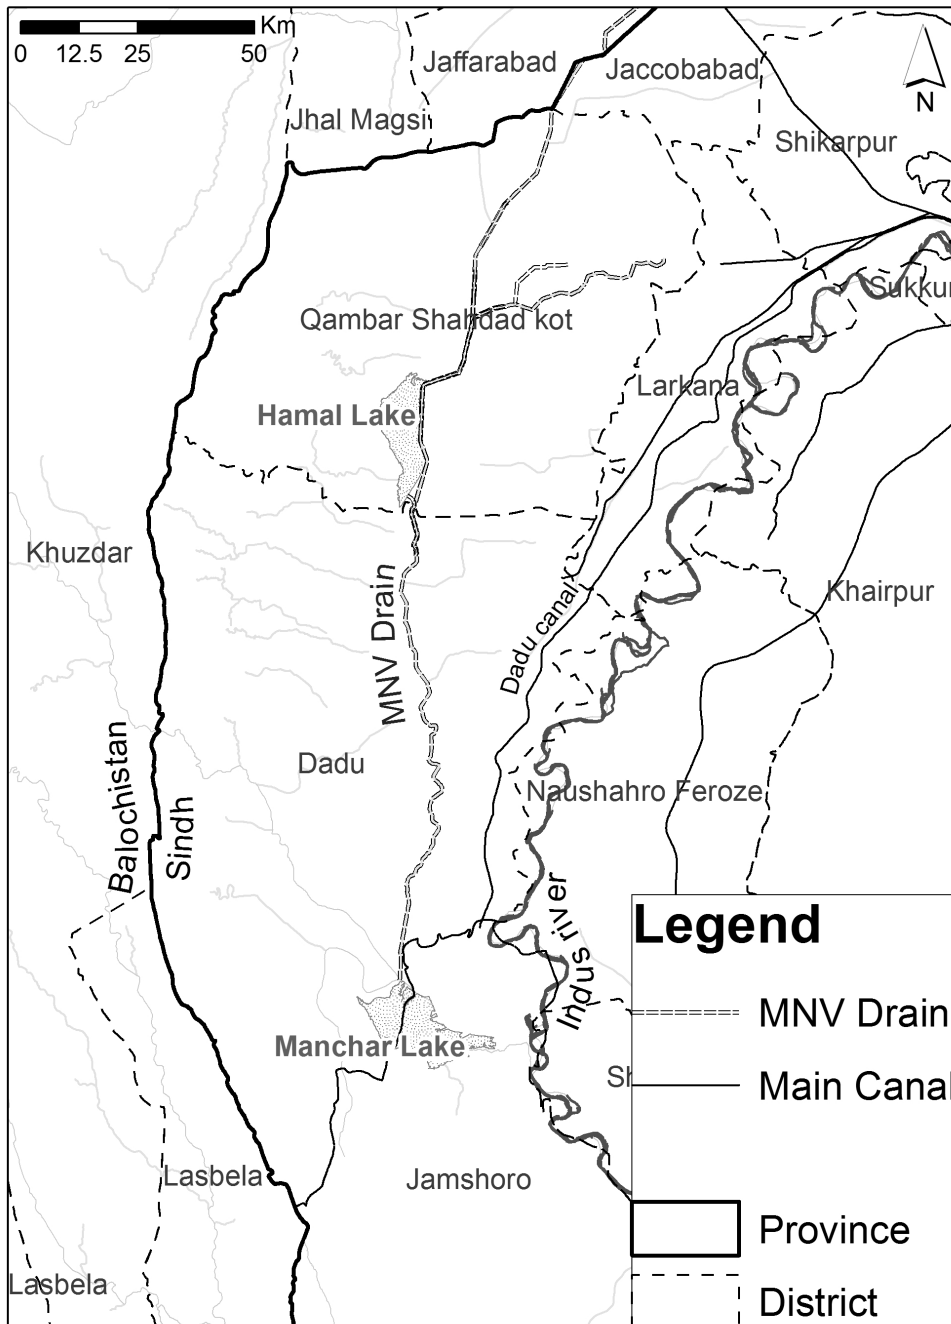 Km
0 12.5 25 50
Jaffarabad
Jaccobabad
N
Jhal Magsi
Shikarpur
Sukkur
Qambar Shahdad kot
Larkana
Hamal Lake
Khuzdar
Khairpur
MNV Drain
Dadu canal
Balochistan
Sindh
Dadu
Naushahro Feroze
Indus river
Manchar Lake
Sh
Lasbela
Jamshoro
Lasbela
Legend
MNV Drain
Main Canal
Province
District